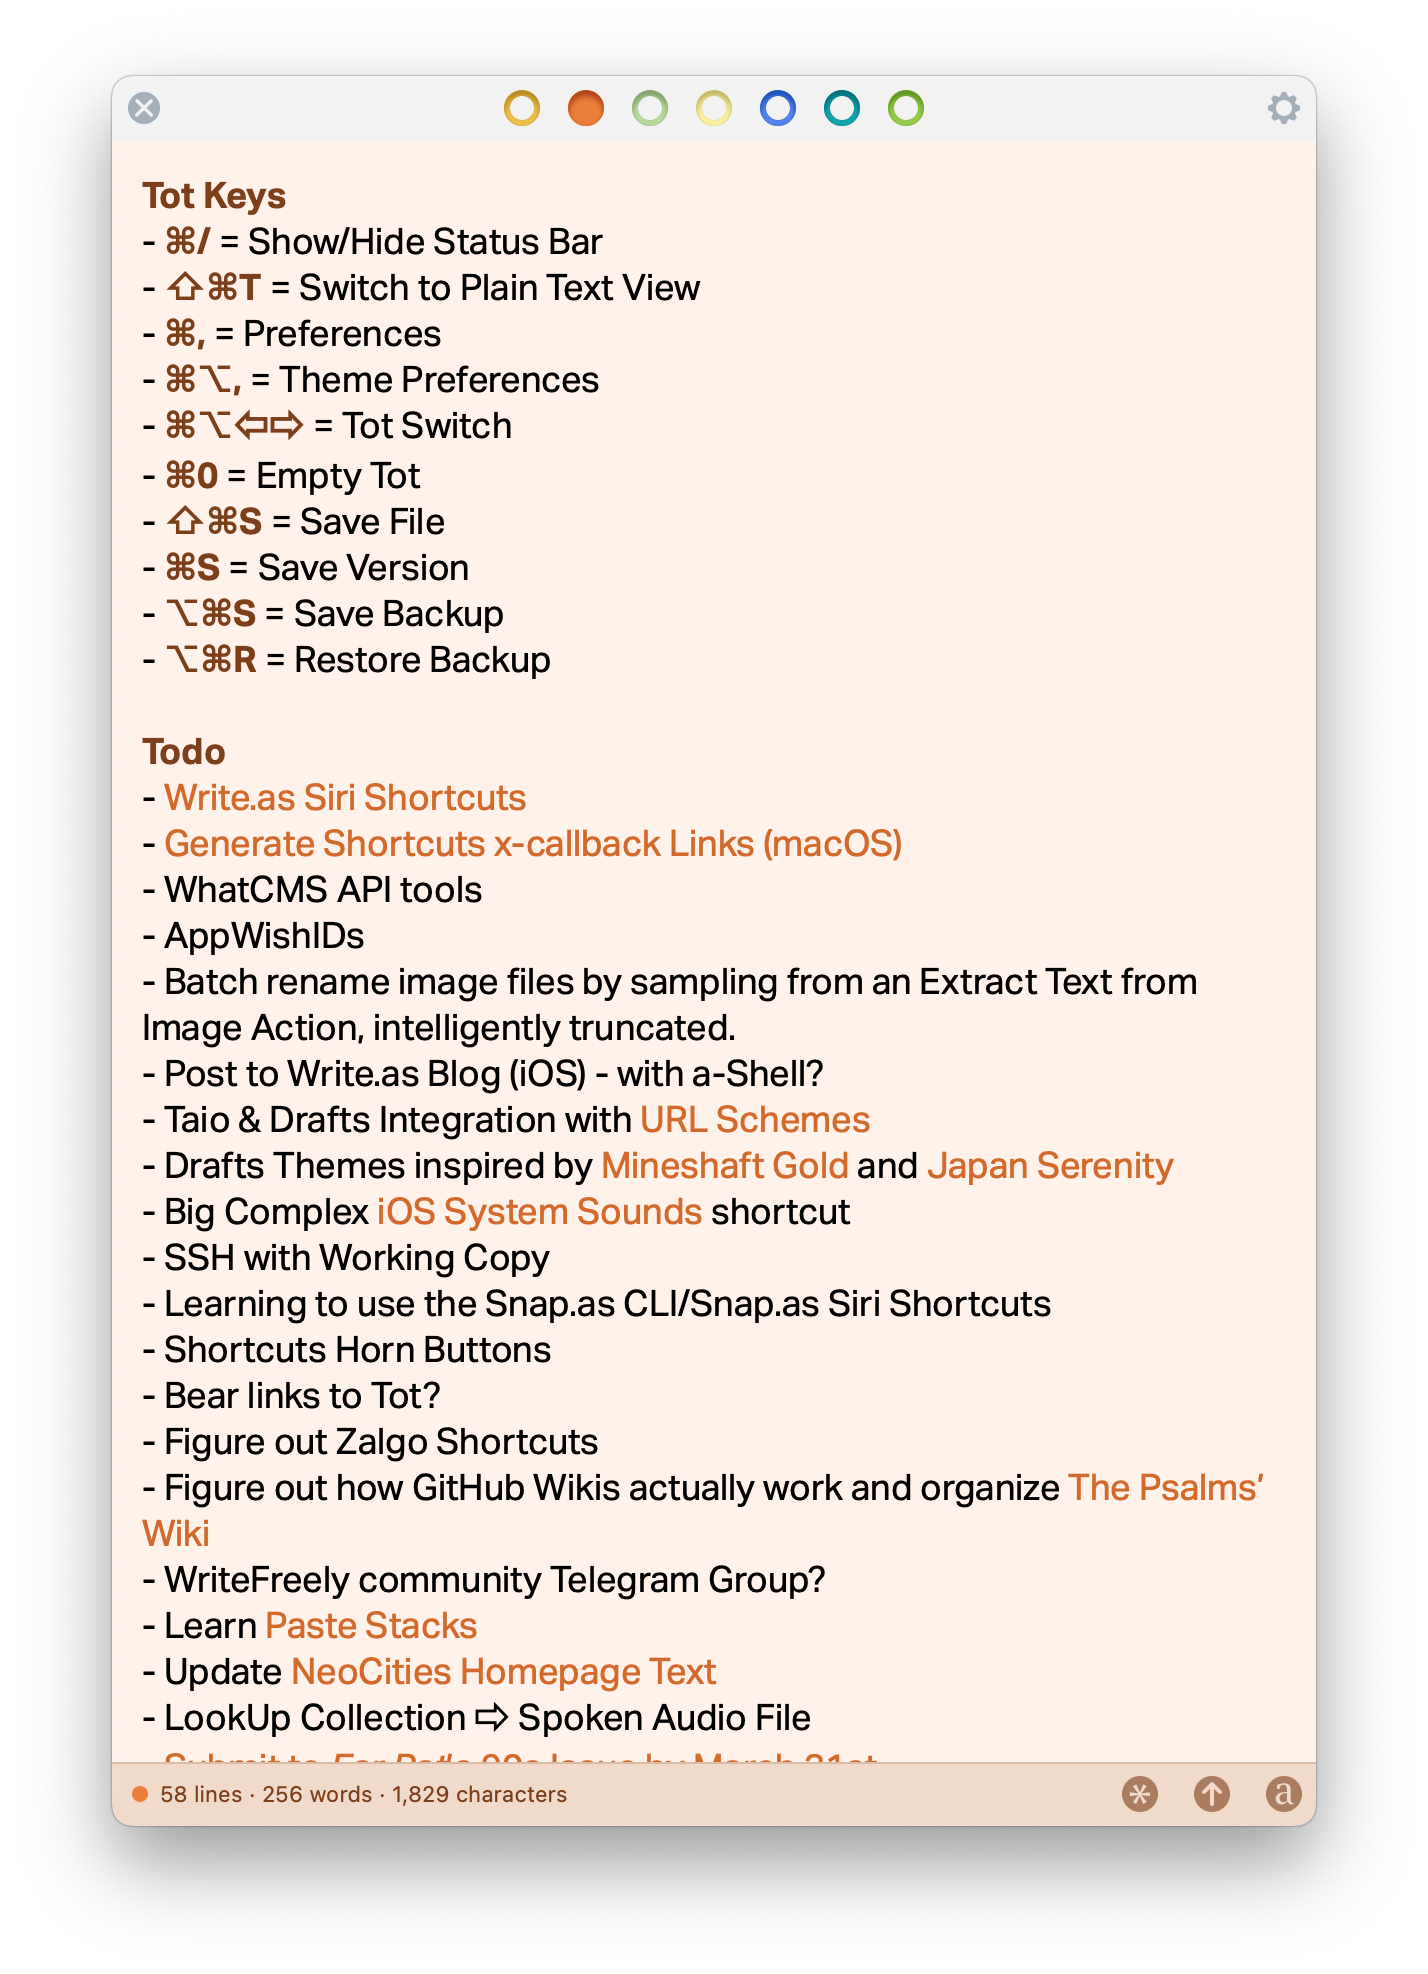 Tot Keys
- ⌘/ = Show/Hide Status Bar
- ⇧⌘T = Switch to Plain Text View
- ⌘, = Preferences
- ⌘⌥, = Theme Preferences
- ⌘⌥⇦⇨ = Tot Switch
- ⌘0 = Empty Tot
- ⇧⌘S = Save File
- ⌘S = Save Version
- ⌥⌘S = Save Backup
- ⌥⌘R = Restore Backup
Todo
- Write.as Siri Shortcuts
- Generate Shortcuts x-callback Links (macOS)
- WhatCMS API tools
- AppWishIDs
- Batch rename image files by sampling from an Extract Text from
Image Action, intelligently truncated.
- Post to Write.as Blog (iOS) - with a-Shell?
- Taio & Drafts Integration with URL Schemes
- Drafts Themes inspired by Mineshaft Gold and Japan Serenity
- Big Complex iOS System Sounds shortcut
- SSH with Working Copy
- Learning to use the Snap.as CLI/Snap.as Siri Shortcuts
- Shortcuts Horn Buttons
- Bear links to Tot?
- Figure out Zalgo Shortcuts
- Figure out how GitHub Wikis actually work and organize The Psalms’
Wiki
- WriteFreely community Telegram Group?
- Learn Paste Stacks
- Update NeoCities Homepage Text
- LookUp Collection ⇨ Spoken Audio File
- Submit to 90s Issue by March 31st
58 lines · 256 words · 1,829 characters
a